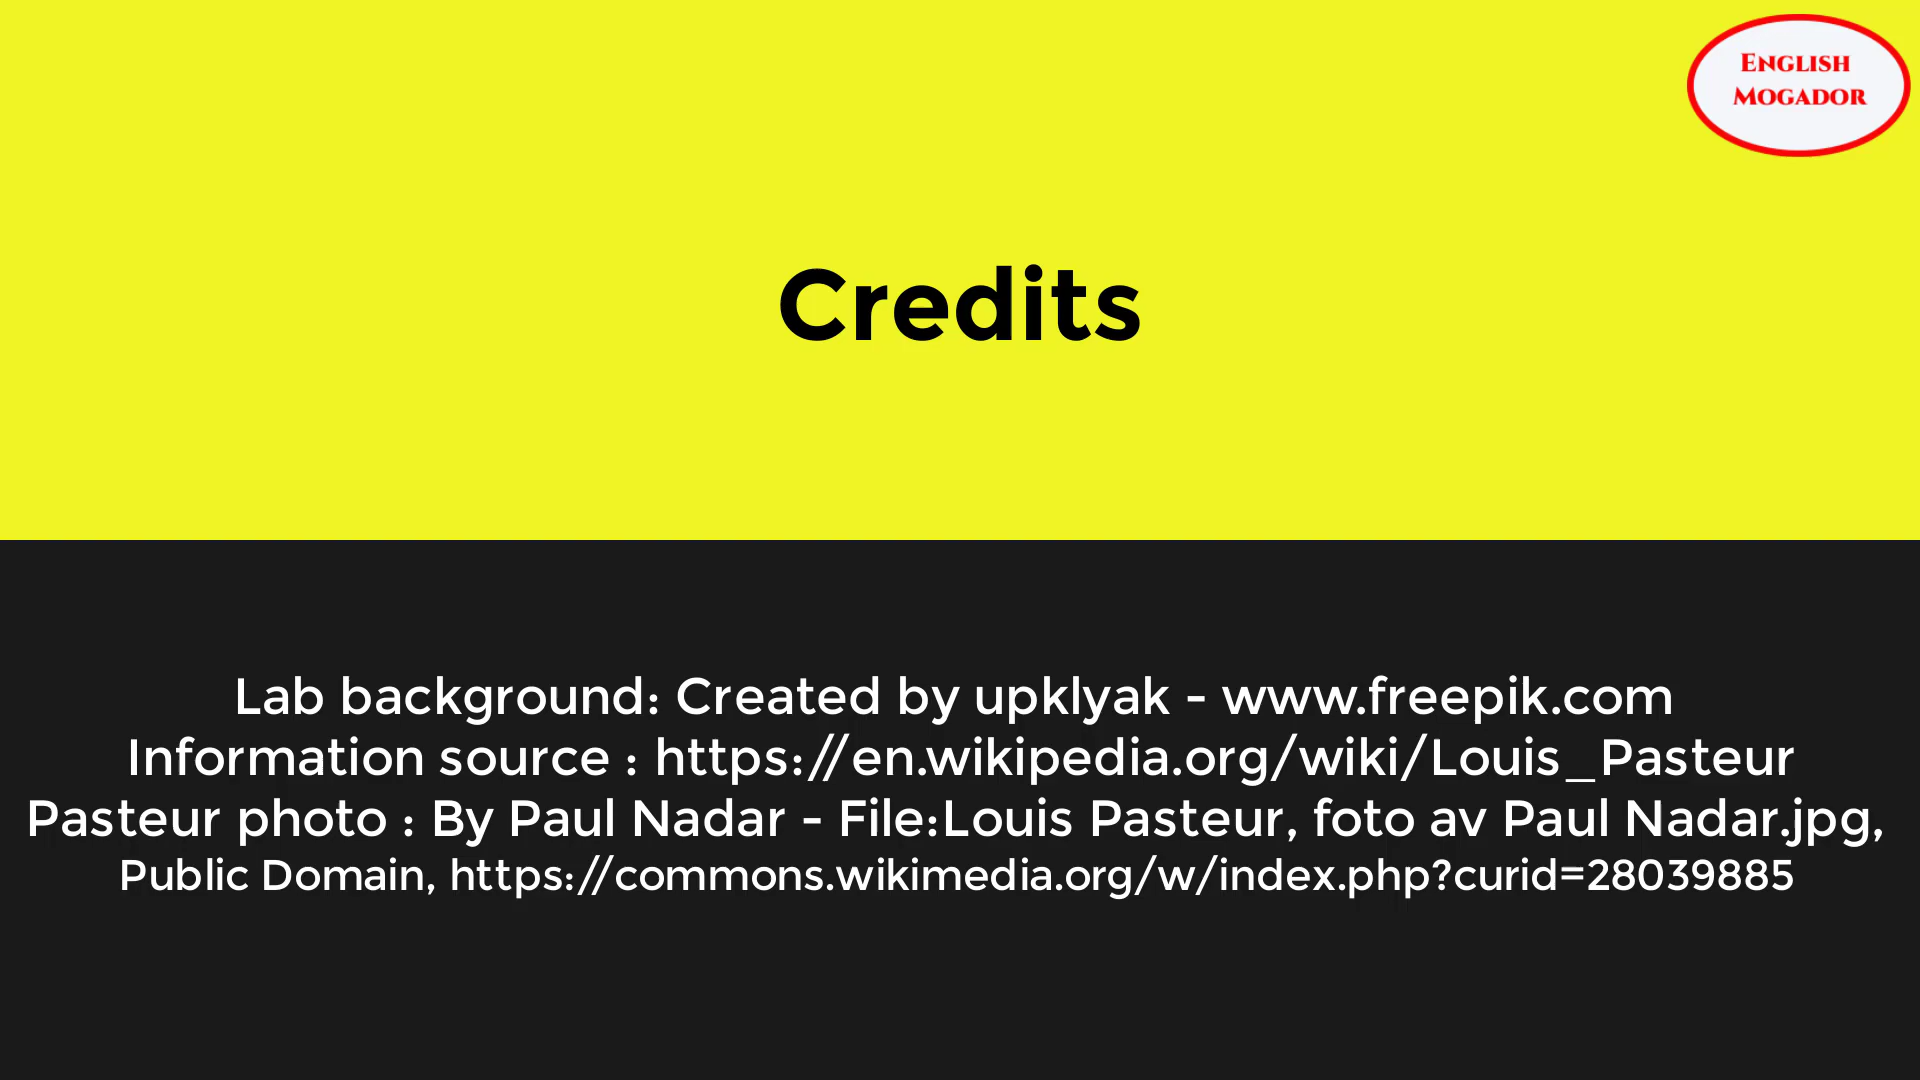 ENGLISH
MOGADOR
Credits
Lab background: Created by upklyak - www.freepik.com
Information source : https://en.wikipedia.org/wiki/Louis_Pasteur
Pasteur photo : By Paul Nadar - File:Louis Pasteur, foto av Paul Nadar.jpg,
Public Domain, https://commons.wikimedia.org/w/index.php?curid=28039885